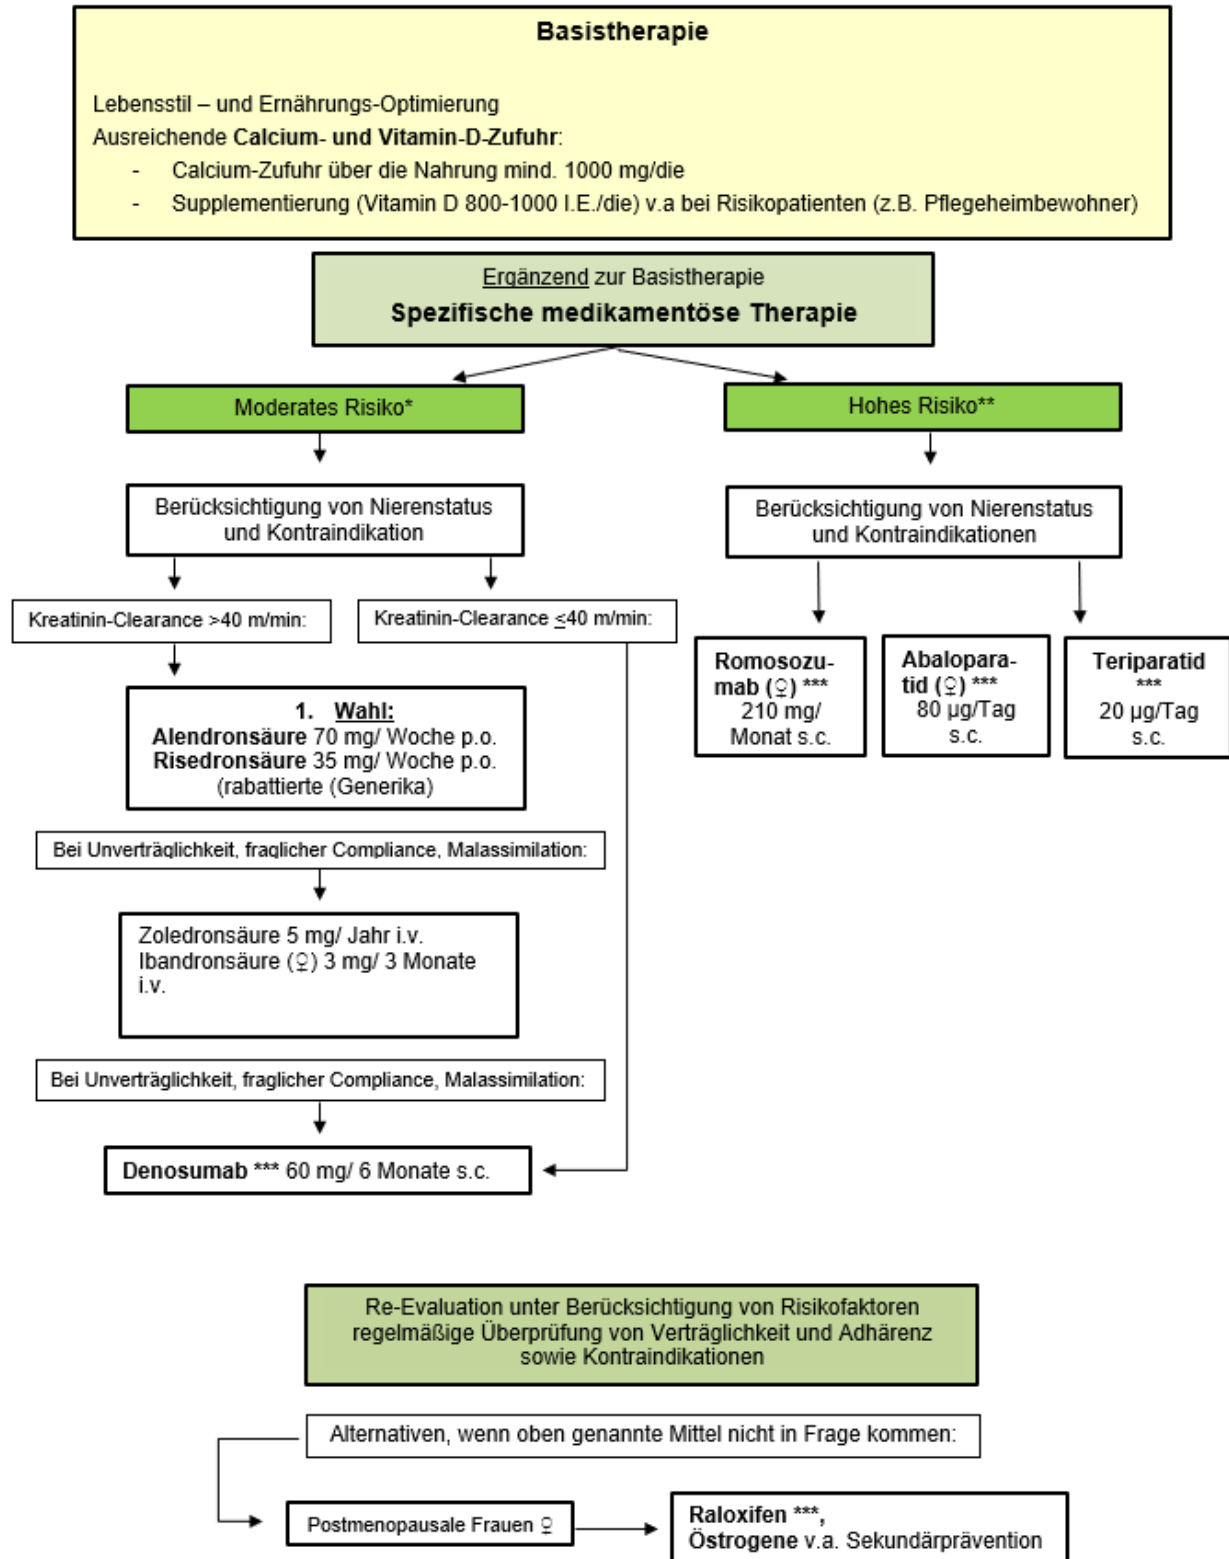 Basistherapie
Lebensstil – und Ernährungs-Optimierung
Ausreichende Calcium- und Vitamin-D-Zufuhr:
- Calcium-Zufuhr über die Nahrung mind. 1000 mg/die
- Supplementierung (Vitamin D 800-1000 I.E./die) v.a bei Risikopatienten (z.B. Pflegeheimbewohner)
Ergänzend zur Basistherapie
Spezifische medikamentöse Therapie
Moderates Risiko*
Hohes Risiko**
Berücksichtigung von Nierenstatus
und Kontraindikation
Berücksichtigung von Nierenstatus
und Kontraindikationen
Kreatinin-Clearance >40 m/min:
Kreatinin-Clearance ≤40 m/min:
Romosozu-
mab (♀) ***
210 mg/
Monat s.c.
Abalopara-
tid (♀) ***
80 µg/Tag
s.c.
Teriparatid
***
20 µg/Tag
s.c.
1. Wahl:
Alendronsäure 70 mg/ Woche p.o.
Risedronsäure 35 mg/ Woche p.o.
(rabattierte (Generika)
Bei Unverträglichkeit, fraglicher Compliance, Malassimilation:
Zoledronsäure 5 mg/ Jahr i.v.
Ibandronsäure (♀) 3 mg/ 3 Monate
i.v.
Bei Unverträglichkeit, fraglicher Compliance, Malassimilation:
Denosumab *** 60 mg/ 6 Monate s.c.
Re-Evaluation unter Berücksichtigung von Risikofaktoren
regelmäßige Überprüfung von Verträglichkeit und Adhärenz
sowie Kontraindikationen
Alternativen, wenn oben genannte Mittel nicht in Frage kommen:
Postmenopausale Frauen ♀
Raloxifen ***,
Östrogene v.a. Sekundärprävention